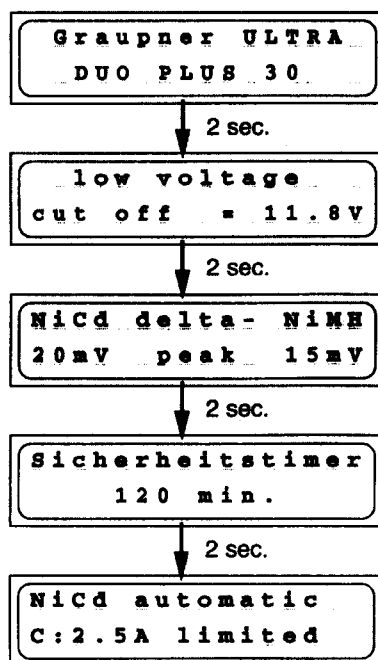 Graupner ULTRA
DUO PLUS 30
2 sec.
low voltage
cut off = 11.8V
2 sec.
NiCd delta- NiMH
20mV peak 15mV
2 sec.
Sicherheitstimer
120 min.
2 sec.
NiCd automatic
C:2.5A limited